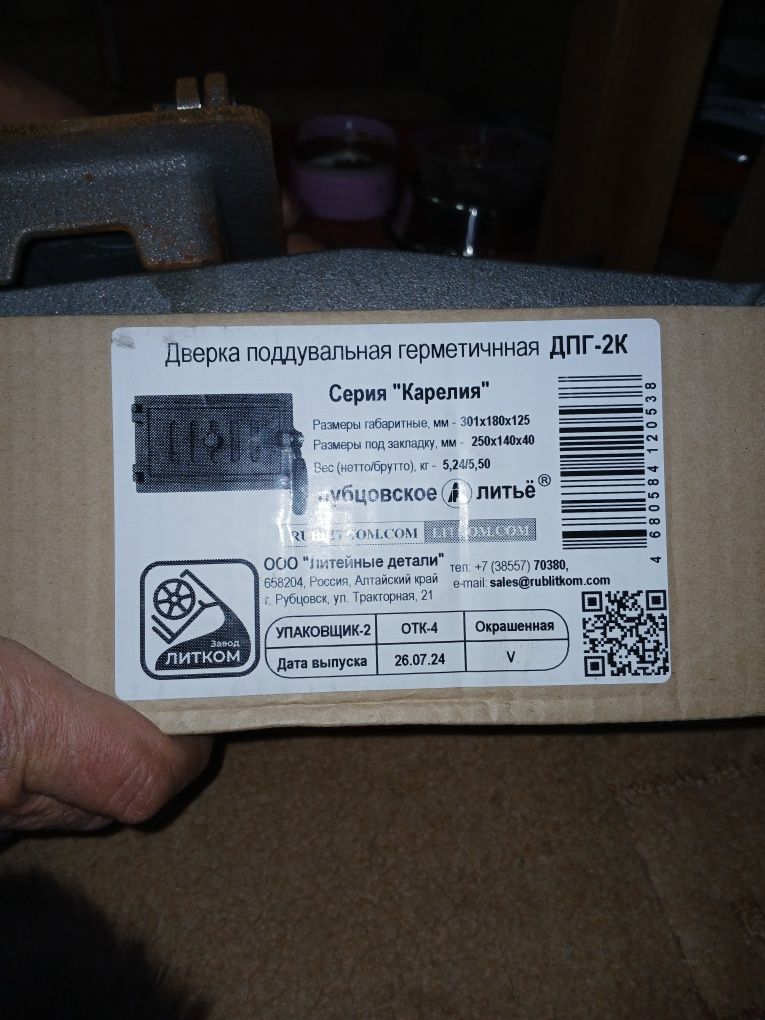 Дверка поддувальная герметичнная ДПГ-2К
Серия "Карелия"
Размеры габаритные, мм - 301х180х125
Размеры под закладку, мм - 250х140х40
Вес (нетто/брутто), кг - 5,24/5,50
литьё®
LITKOM.COM
ООО "Литейные детали"
658204, Россия, Алтайский край
г. Рубцовск, ул. Тракторная, 21
тел: +7 (38557) 70380,
e-mail: sales@rublitkom.com
Завод
ЛИТКОМ
УПАКОВЩИК-2 ОТК-4 Окрашенная
Дата выпуска 26.07.24 V
4 680584 120538